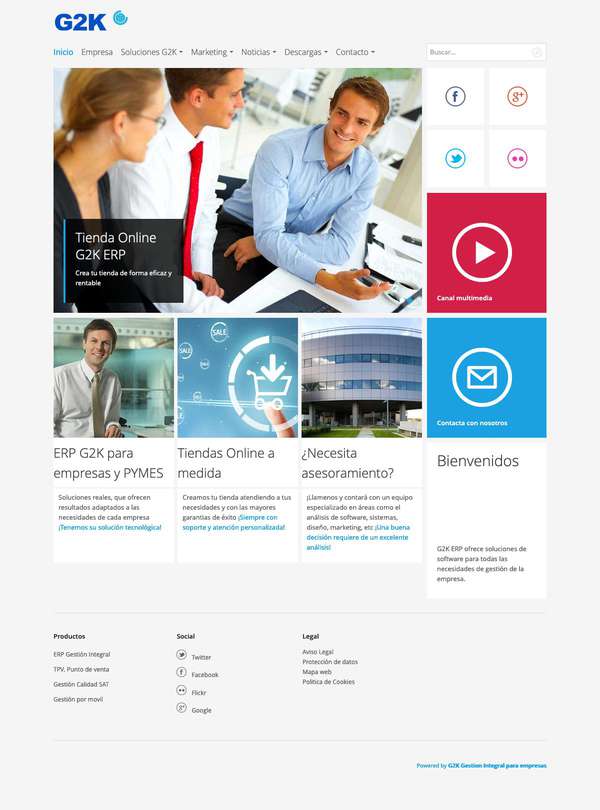 G2K
Inicio Empresa Soluciones G2K Marketing Noticias Descargas Contacto
Buscar...
Tienda Online
G2K ERP
Crea tu tienda de forma eficaz y
rentable
Canal multimedia
Contacta con nosotros
SALE
SALE
SALE
ERP G2K para
empresas y PYMES
Soluciones reales, que ofrecen
resultados adaptados a las
necesidades de cada empresa
¡Tenemos su solución tecnológica!
Tiendas Online a
medida
Creamos tu tienda atendiendo a tus
necesidades y con las mayores
garantias de éxito ¡Siempre con
soporte y atención personalizada!
¿Necesita
asesoramiento?
¡Llamenos y contará con un equipo
especializado en áreas como el
análisis de software, sistemas,
diseño, marketing, etc ¡Una buena
decisión requiere de un excelente
análisis!
Bienvenidos
G2K ERP ofrece soluciones de
software para todas las
necesidades de gestión de la
empresa.
Productos
ERP Gestión Integral
TPV. Punto de venta
Gestión Calidad SAT
Gestión por movil
Social
Twitter
Facebook
Flickr
Google
Legal
Aviso Legal
Protección de datos
Mapa web
Politica de Cookies
Powered by G2K Gestion Integral para empresas